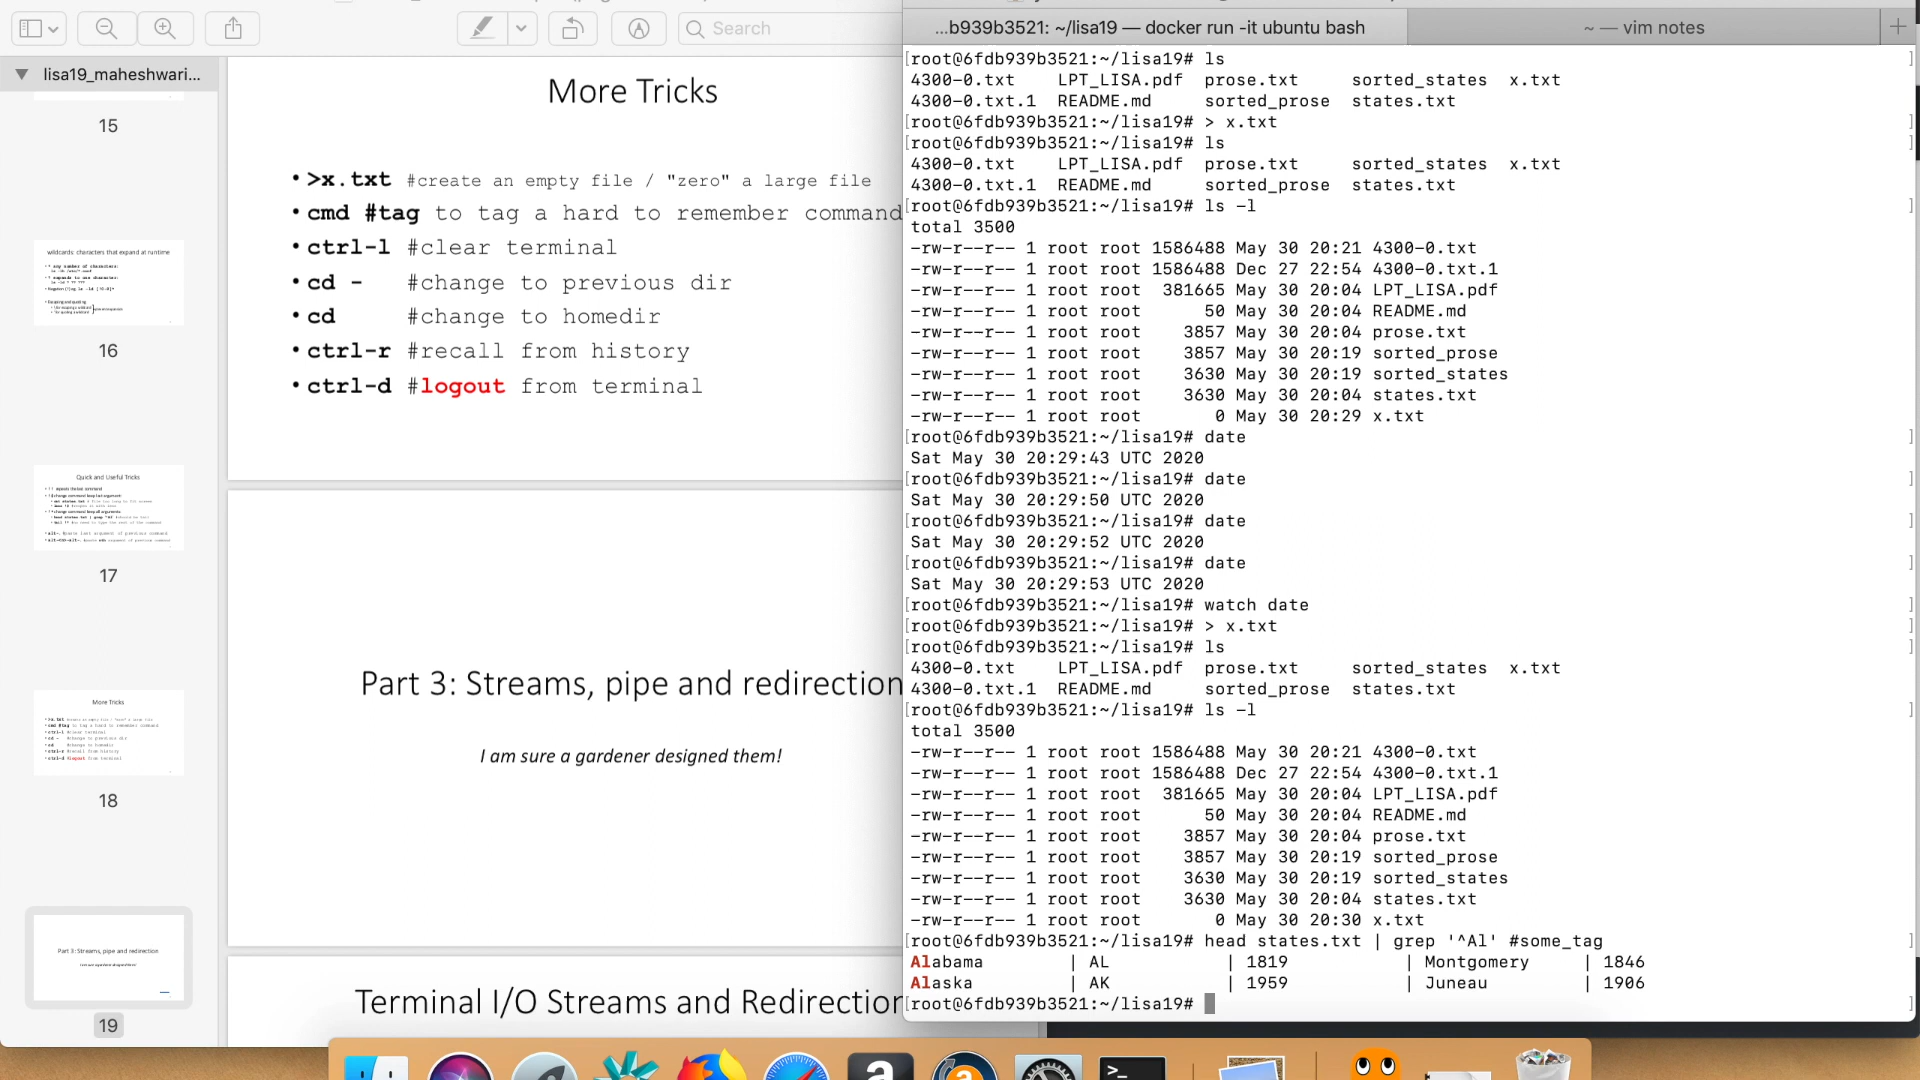 Search
lisa19_maheshwari...
15
wildcards: characters that expand at runtime
16
Quick and Useful Tricks
17
More Tricks
18
Part 3: Streams, pipe and redirection
19
More Tricks
•>x.txt #create an empty file / "zero" a large file
•cmd #tag to tag a hard to remember command
•ctrl-l #clear terminal
•cd - #change to previous dir
•cd #change to homedir
•ctrl-r #recall from history
•ctrl-d #logout from terminal
Part 3: Streams, pipe and redirection
I am sure a gardener designed them!
Terminal I/O Streams and Redirection
...b939b3521: ~/lisa19 — docker run -it ubuntu bash
~ — vim notes
[root@6fdb939b3521:~/lisa19# ls
4300-0.txt LPT_LISA.pdf prose.txt sorted_states x.txt
4300-0.txt.1 README.md sorted_prose states.txt
[root@6fdb939b3521:~/lisa19# > x.txt
[root@6fdb939b3521:~/lisa19# ls
4300-0.txt LPT_LISA.pdf prose.txt sorted_states x.txt
4300-0.txt.1 README.md sorted_prose states.txt
[root@6fdb939b3521:~/lisa19# ls -l
total 3500
-rw-r--r-- 1 root root 1586488 May 30 20:21 4300-0.txt
-rw-r--r-- 1 root root 1586488 Dec 27 22:54 4300-0.txt.1
-rw-r--r-- 1 root root 381665 May 30 20:04 LPT_LISA.pdf
-rw-r--r-- 1 root root 50 May 30 20:04 README.md
-rw-r--r-- 1 root root 3857 May 30 20:04 prose.txt
-rw-r--r-- 1 root root 3857 May 30 20:19 sorted_prose
-rw-r--r-- 1 root root 3630 May 30 20:19 sorted_states
-rw-r--r-- 1 root root 3630 May 30 20:04 states.txt
-rw-r--r-- 1 root root 0 May 30 20:29 x.txt
[root@6fdb939b3521:~/lisa19# date
Sat May 30 20:29:43 UTC 2020
[root@6fdb939b3521:~/lisa19# date
Sat May 30 20:29:50 UTC 2020
[root@6fdb939b3521:~/lisa19# date
Sat May 30 20:29:52 UTC 2020
[root@6fdb939b3521:~/lisa19# date
Sat May 30 20:29:53 UTC 2020
[root@6fdb939b3521:~/lisa19# watch date
[root@6fdb939b3521:~/lisa19# > x.txt
[root@6fdb939b3521:~/lisa19# ls
4300-0.txt LPT_LISA.pdf prose.txt sorted_states x.txt
4300-0.txt.1 README.md sorted_prose states.txt
[root@6fdb939b3521:~/lisa19# ls -l
total 3500
-rw-r--r-- 1 root root 1586488 May 30 20:21 4300-0.txt
-rw-r--r-- 1 root root 1586488 Dec 27 22:54 4300-0.txt.1
-rw-r--r-- 1 root root 381665 May 30 20:04 LPT_LISA.pdf
-rw-r--r-- 1 root root 50 May 30 20:04 README.md
-rw-r--r-- 1 root root 3857 May 30 20:04 prose.txt
-rw-r--r-- 1 root root 3857 May 30 20:19 sorted_prose
-rw-r--r-- 1 root root 3630 May 30 20:19 sorted_states
-rw-r--r-- 1 root root 3630 May 30 20:04 states.txt
-rw-r--r-- 1 root root 0 May 30 20:30 x.txt
[root@6fdb939b3521:~/lisa19# head states.txt | grep '^Al' #some_tag
Alabama | AL | 1819 | Montgomery | 1846
Alaska | AK | 1959 | Juneau | 1906
[root@6fdb939b3521:~/lisa19#